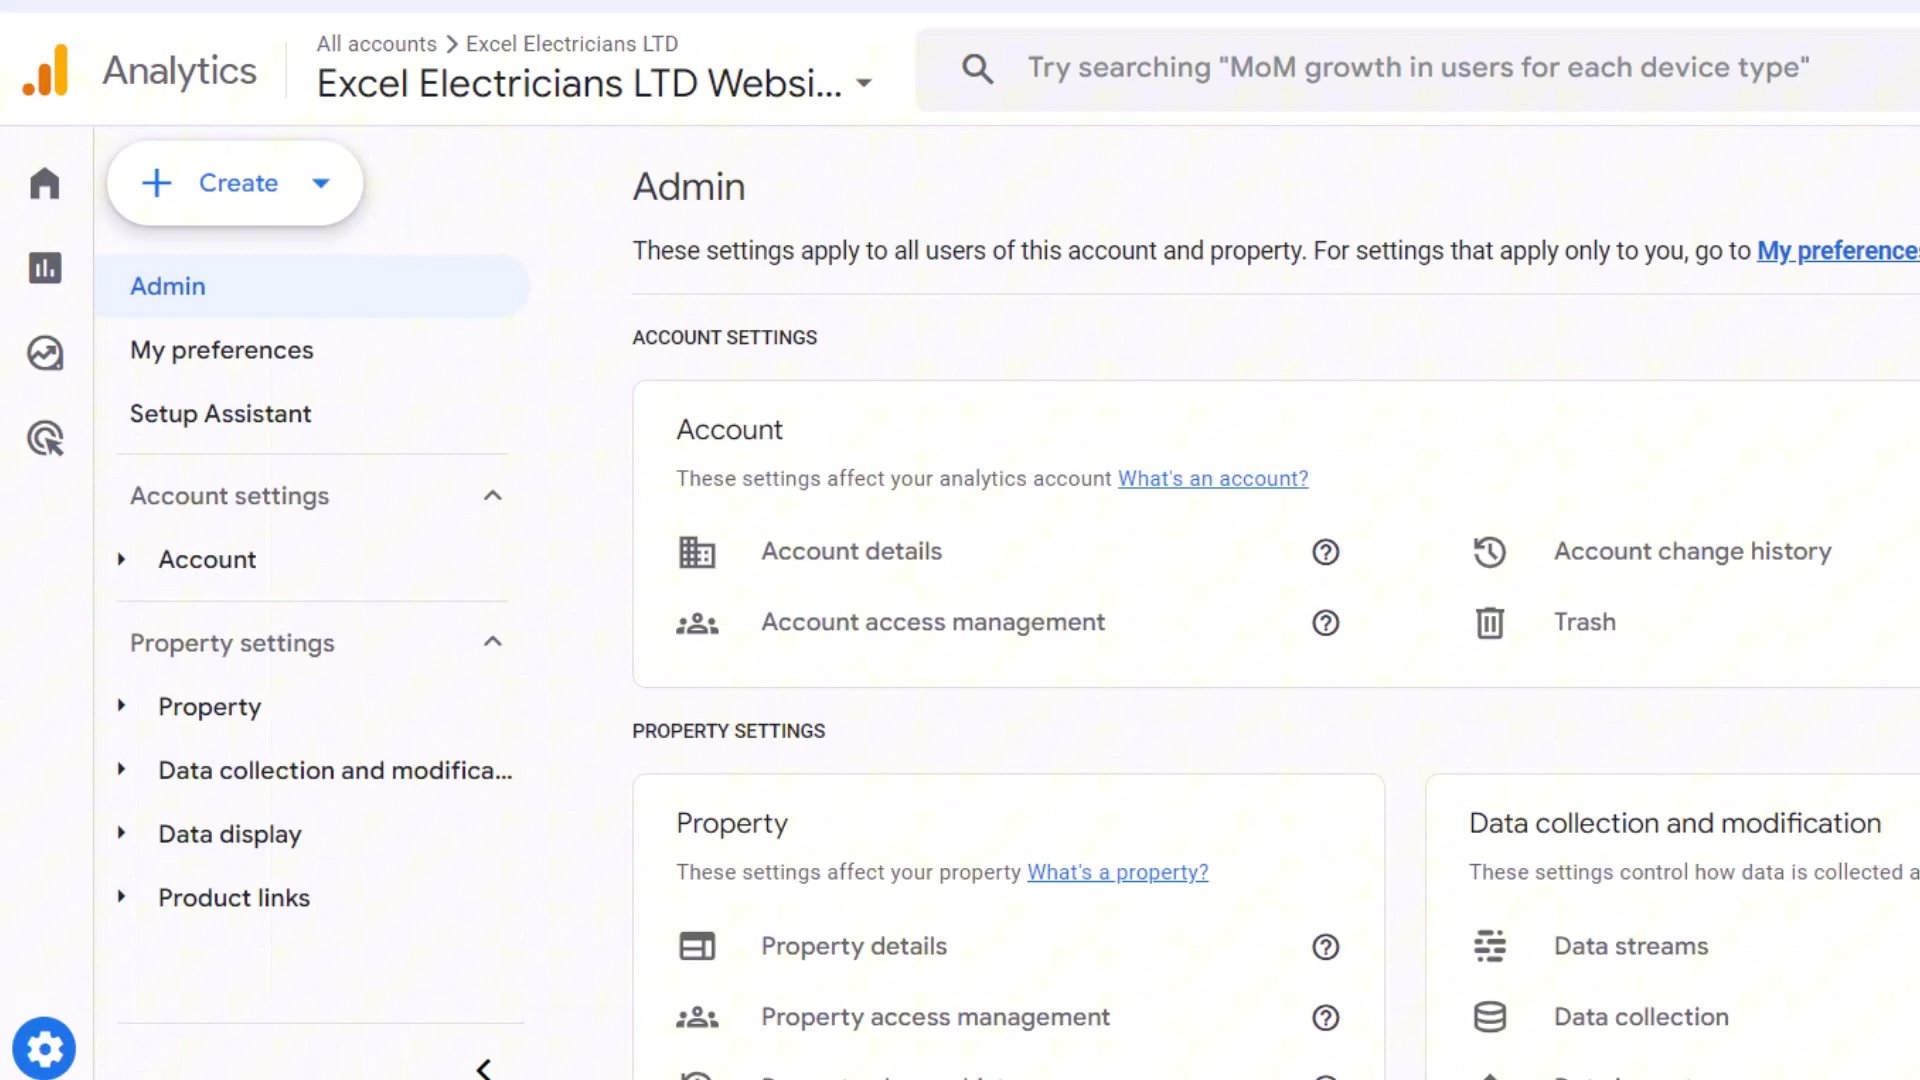 Analytics
All accounts > Excel Electricians LTD
Excel Electricians LTD Websi...
Try searching "MoM growth in users for each device type"
Create
Admin
My preferences
Setup Assistant
Account settings
Account
Property settings
Property
Data collection and modifica...
Data display
Product links
Admin
These settings apply to all users of this account and property. For settings that apply only to you, go to My preferences
ACCOUNT SETTINGS
Account
These settings affect your analytics account What's an account?
Account details
Account change history
Account access management
Trash
PROPERTY SETTINGS
Property
These settings affect your property What's a property?
Property details
Property access management
Data collection and modification
These settings control how data is collected a
Data streams
Data collection